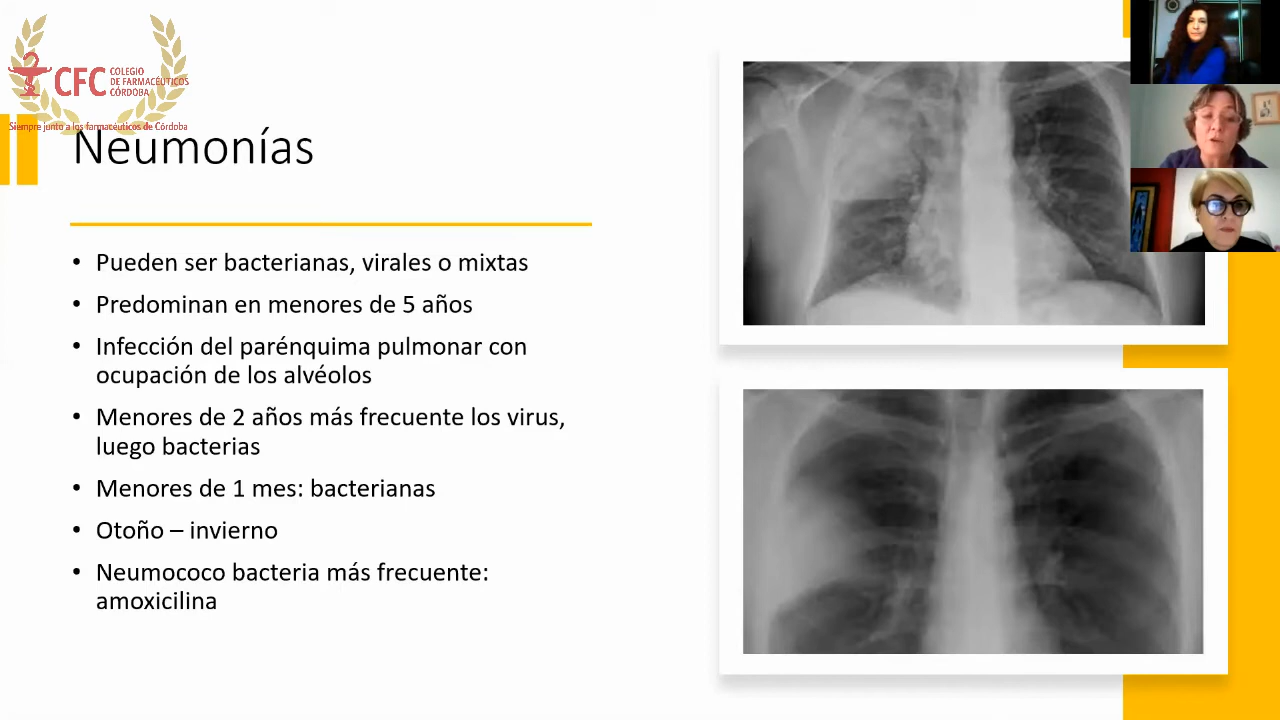 CFC
COLEGIO
DE FARMACÉUTICOS
CÓRDOBA
Siempre junto a los farmacéuticos de Córdoba
Neumonías
• Pueden ser bacterianas, virales o mixtas
• Predominan en menores de 5 años
• Infección del parénquima pulmonar con
ocupación de los alvéolos
• Menores de 2 años más frecuente los virus,
luego bacterias
• Menores de 1 mes: bacterianas
• Otoño – invierno
• Neumococo bacteria más frecuente:
amoxicilina